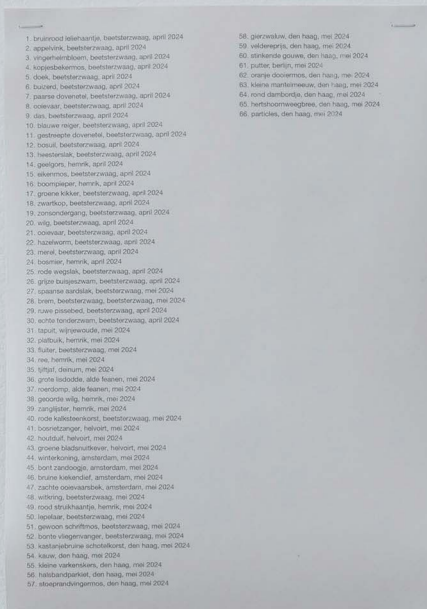 1. bruinrood leliehaantje, beetsterzwaag, april 2024
2. appelvink, beetsterzwaag, april 2024
3. vingerhelmbloem, beetsterzwaag, april 2024
4. kopjesbekermos, beetsterzwaag, april 2024
5. doek, beetsterzwaag, april 2024
6. buizerd, beetsterzwaag, april 2024
7. paarse dovenetel, beetsterzwaag, april 2024
8. ooievaar, beetsterzwaag, april 2024
9. das, beetsterzwaag, april 2024
10. blauwe reiger, beetsterzwaag, april 2024
11. gestreepte dovenetel, beetsterzwaag, april 2024
12. bosuil, beetsterzwaag, april 2024
13. heesterslak, beetsterzwaag, april 2024
14. geelgors, hemrik, april 2024
15. eikenmos, beetsterzwaag, april 2024
16. boompieper, hemrik, april 2024
17. groene kikker, beetsterzwaag, april 2024
18. zwartkop, beetsterzwaag, april 2024
19. zonsondergang, beetsterzwaag, april 2024
20. wilg, beetsterzwaag, april 2024
21. ooievaar, beetsterzwaag, april 2024
22. hazelworm, beetsterzwaag, april 2024
23. merel, beetsterzwaag, april 2024
24. bosmier, hemrik, april 2024
25. rode wegslak, beetsterzwaag, april 2024
26. grijze buisjeszwam, beetsterzwaag, april 2024
27. spaanse aardslak, beetsterzwaag, mei 2024
28. brem, beetsterzwaag, beetsterzwaag, mei 2024
29. ruwe pissebed, beetsterzwaag, april 2024
30. echte tonderzwam, beetsterzwaag, april 2024
31. tapuit, wijnjewoude, mei 2024
32. platbuik, hemrik, mei 2024
33. fluiter, beetsterzwaag, mei 2024
34. ree, hemrik, mei 2024
35. tjiftjaf, deinum, mei 2024
36. grote lisdodde, alde feanen, mei 2024
37. roerdomp, alde feanen, mei 2024
38. geoorde wilg, hemrik, mei 2024
39. zanglijster, hemrik, mei 2024
40. rode kalksteenkorst, beetsterzwaag, mei 2024
41. bosnetzanger, helvoirt, mei 2024
42. houtduif, helvoirt, mei 2024
43. groene bladsnuitkever, helvoirt, mei 2024
44. winterkoning, amsterdam, mei 2024
45. bont zandoogje, amsterdam, mei 2024
46. bruine kiekendief, amsterdam, mei 2024
47. zachte ooievaarsbek, amsterdam, mei 2024
48. witkring, beetsterzwaag, mei 2024
49. rood struikhaantje, hemrik, mei 2024
50. lepelaar, beetsterzwaag, mei 2024
51. gewoon schriftmos, beetsterzwaag, mei 2024
52. bonte vliegenvanger, beetsterzwaag, mei 2024
53. kastanjebruine schotelkorst, den haag, mei 2024
54. kauw, den haag, mei 2024
55. kleine varkenskers, den haag, mei 2024
56. halsbandparkiet, den haag, mei 2024
57. stoeprandvingermos, den haag, mei 2024
58. gierzwaluw, den haag, mei 2024
59. veldereprijs, den haag, mei 2024
60. stinkende gouwe, den haag, mei 2024
61. putter, berlijn, mei 2024
62. oranje dooiermos, den haag, mei 2024
63. kleine mantelmeeuw, den haag, mei 2024
64. rond dambordje, den haag, mei 2024
65. hertshoornweegbree, den haag, mei 2024
66. particles, den haag, mei 2024